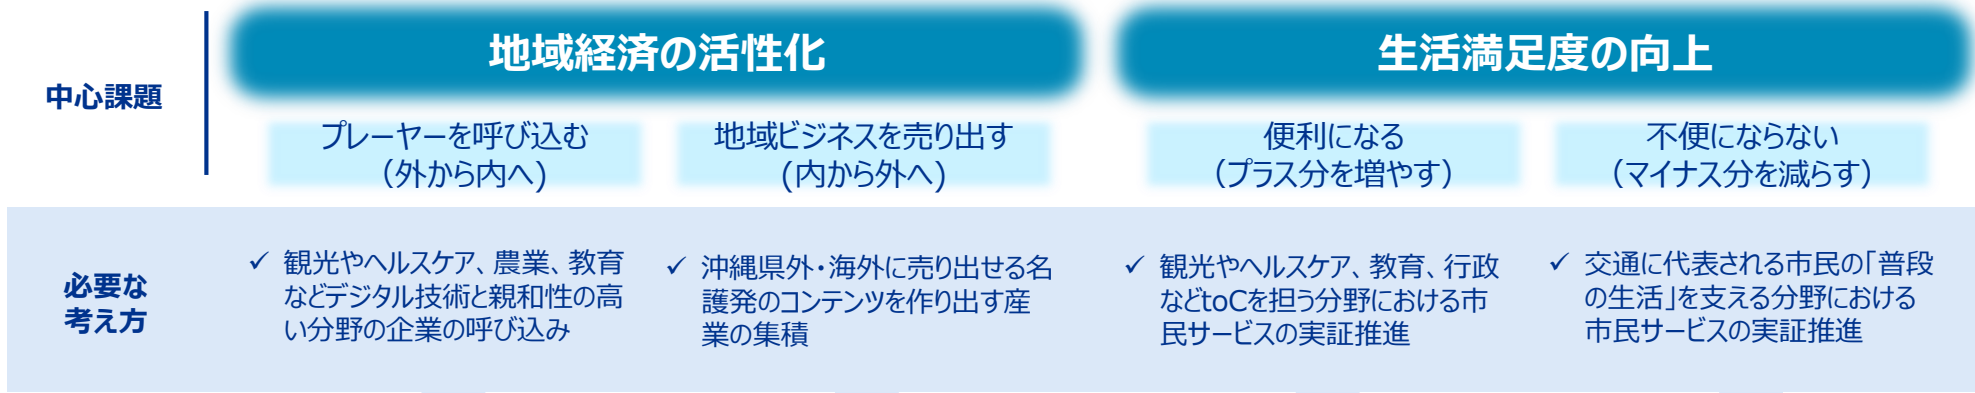 中心課題
地域経済の活性化
生活満足度の向上
プレーヤーを呼び込む
（外から内へ)
地域ビジネスを売り出す
(内から外へ)
便利になる
（プラス分を増やす）
不便にならない
（マイナス分を減らす）
必要な
考え方
✓ 観光やヘルスケア、農業、教育
などデジタル技術と親和性の高
い分野の企業の呼び込み
✓ 沖縄県外・海外に売り出せる名
護発のコンテンツを作り出す産
業の集積
✓ 観光やヘルスケア、教育、行政
などtoCを担う分野における市
民サービスの実証推進
✓ 交通に代表される市民の「普段
の生活」を支える分野における
市民サービスの実証推進